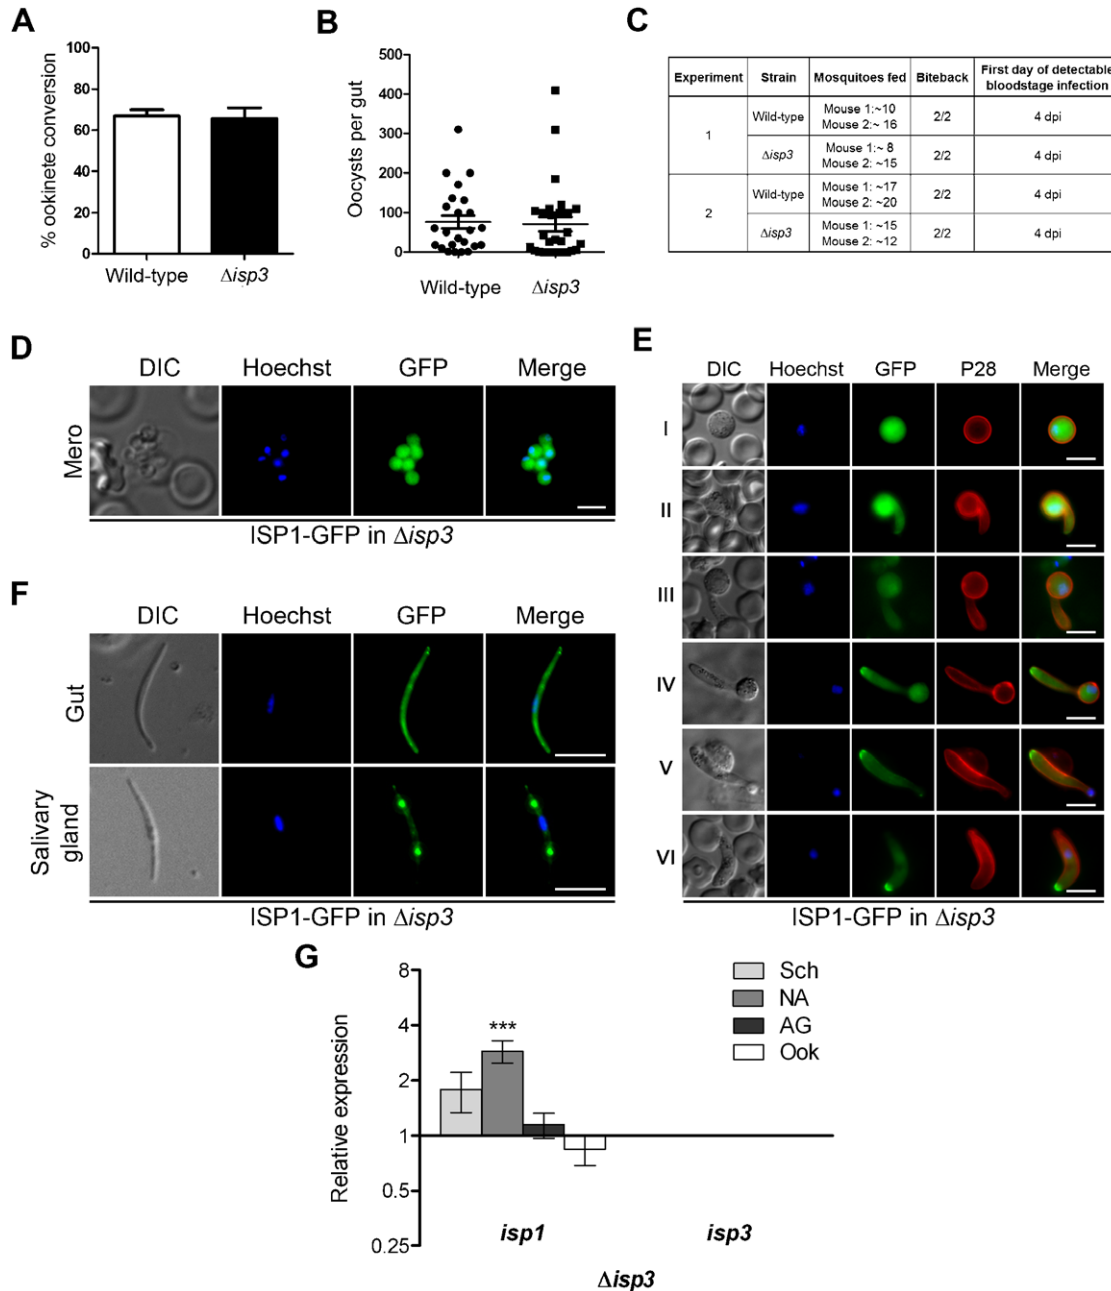 A
100
80
60
40
20
0
% ookinete conversion
Wild-type
Δisp3
B
500
400
300
200
100
0
Oocysts per gut
Wild-type
Δisp3
C
Experiment Strain Mosquitoes fed Biteback First day of detectable bloodstage infection
1
Wild-type Mouse 1:~10 2/2 4 dpi
Mouse 2:~ 16
Δisp3 Mouse 1:~ 8 2/2 4 dpi
Mouse 2: ~15
2
Wild-type Mouse 1: ~17 2/2 4 dpi
Mouse 2: ~20
Δisp3 Mouse 1: ~15 2/2 4 dpi
Mouse 2: ~12
D
DIC Hoechst GFP Merge
Mero
ISP1-GFP in Δisp3
E
DIC Hoechst GFP P28 Merge
I
II
III
IV
V
VI
ISP1-GFP in Δisp3
F
DIC Hoechst GFP Merge
Gut
Salivary
gland
ISP1-GFP in Δisp3
G
8
4
2
1
0.5
0.25
Relative expression
***
Sch
NA
AG
Ook
isp1
isp3
Δisp3